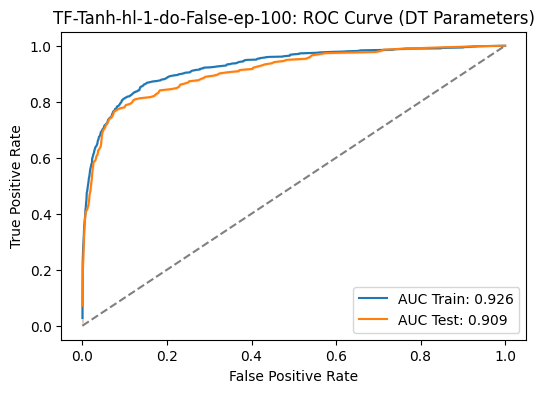 TF-Tanh-hl-1-do-False-ep-100: ROC Curve (DT Parameters)
True Positive Rate
1.0
0.8
0.6
0.4
0.2
0.0
AUC Train: 0.926
AUC Test: 0.909
0.0 0.2 0.4 0.6 0.8 1.0
False Positive Rate